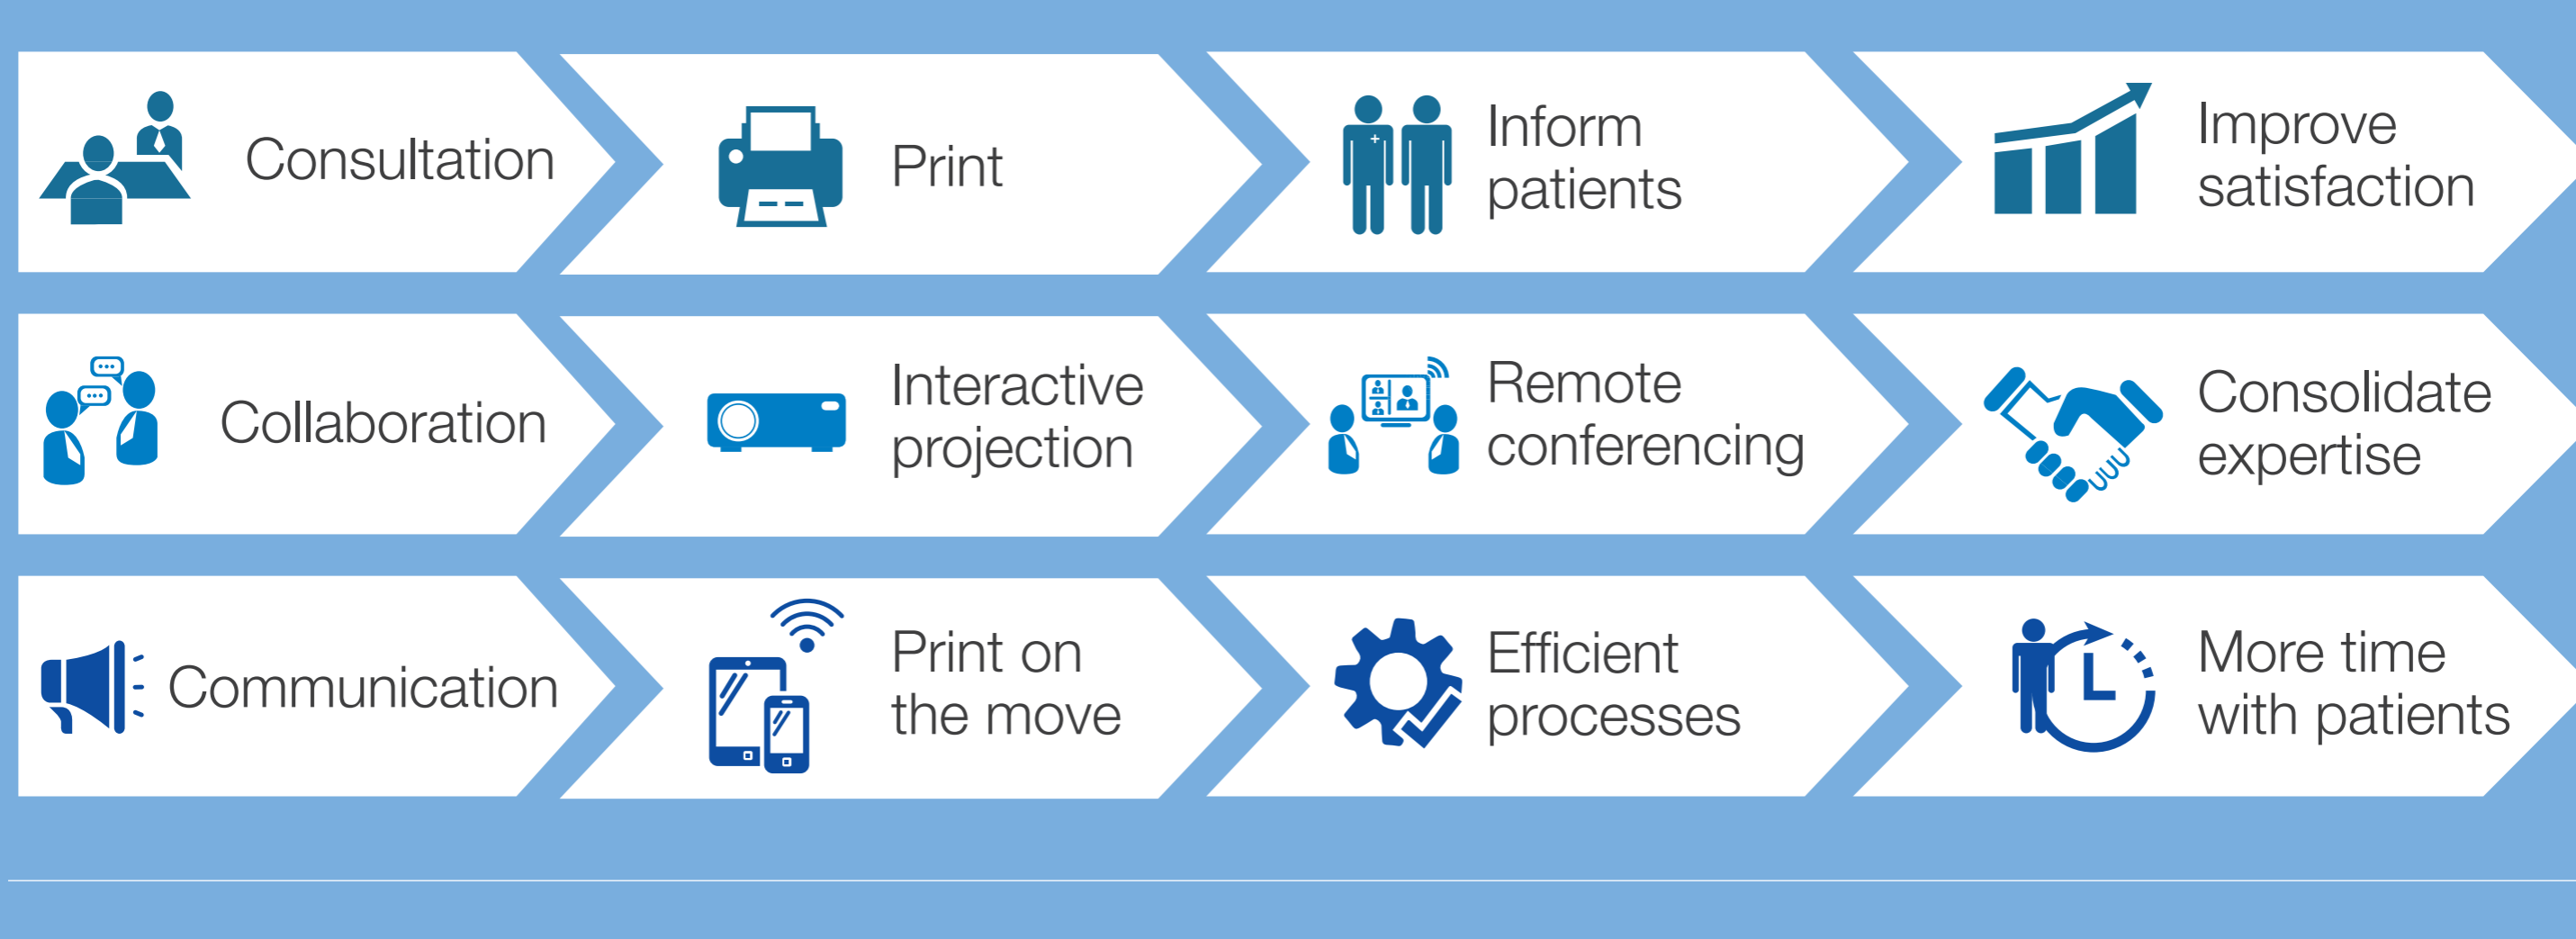 Consultation
Print
Inform
patients
Improve
satisfaction
Collaboration
Interactive
projection
Remote
conferencing
Consolidate
expertise
Communication
Print on
the move
Efficient
processes
More time
with patients